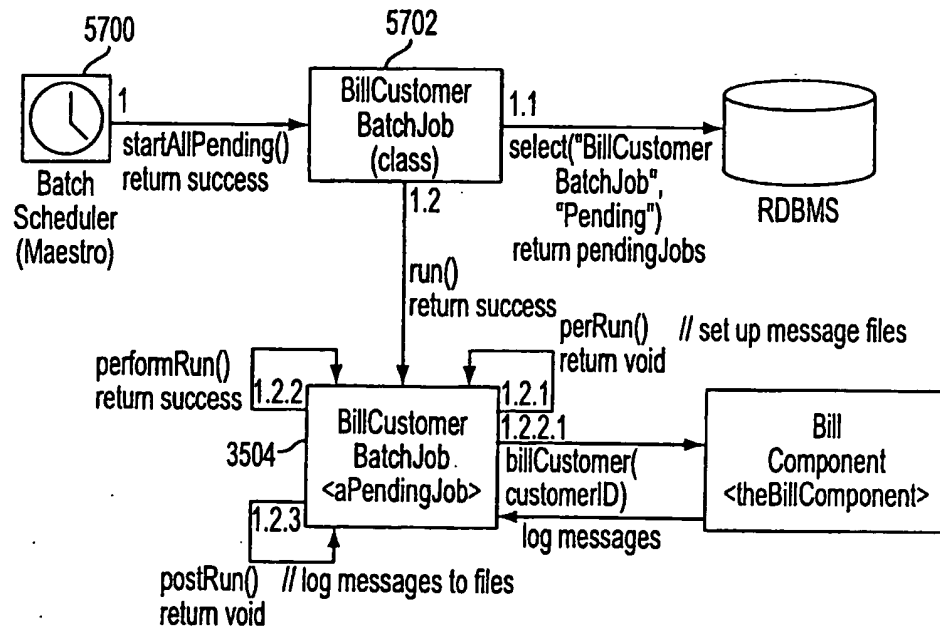 5700
5702
1
startAllPending()
return success
Batch
Scheduler
(Maestro)
BillCustomer
BatchJob
(class)
1.1
select("BillCustomer
BatchJob",
"Pending")
return pendingJobs
RDBMS
1.2
run()
return success
perRun() // set up message files
return void
performRun()
return success
1.2.2
1.2.1
3504
BillCustomer
BatchJob
<aPendingJob>
1.2.2.1
billCustomer(
customerID)
log messages
Bill
Component
<theBillComponent>
1.2.3
postRun() // log messages to files
return void